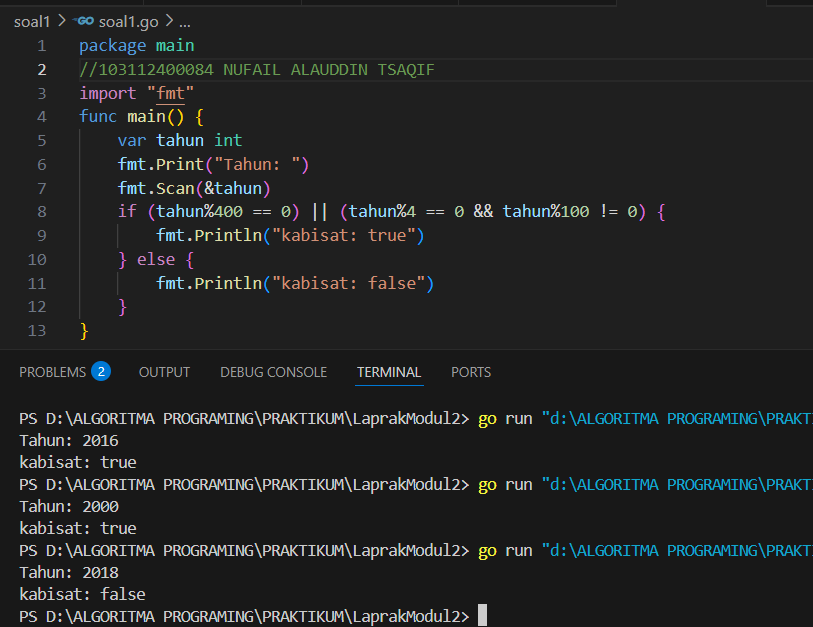 soal1 > GO soal1.go > ...
1 package main
2 //103112400084 NUFAIL ALAUDDIN TSAQIF
3 import "fmt"
4 func main() {
5     var tahun int
6     fmt.Print("Tahun: ")
7     fmt.Scan(&tahun)
8     if (tahun%400 == 0) || (tahun%4 == 0 && tahun%100 != 0) {
9         fmt.Println("kabisat: true")
10     } else {
11         fmt.Println("kabisat: false")
12     }
13 }
PROBLEMS 2 OUTPUT DEBUG CONSOLE TERMINAL PORTS
PS D:\ALGORITMA PROGRAMING\PRAKTIKUM\LaprakModul2> go run "d:\ALGORITMA PROGRAMING\PRAKTI
Tahun: 2016
kabisat: true
PS D:\ALGORITMA PROGRAMING\PRAKTIKUM\LaprakModul2> go run "d:\ALGORITMA PROGRAMING\PRAKTI
Tahun: 2000
kabisat: true
PS D:\ALGORITMA PROGRAMING\PRAKTIKUM\LaprakModul2> go run "d:\ALGORITMA PROGRAMING\PRAKTI
Tahun: 2018
kabisat: false
PS D:\ALGORITMA PROGRAMING\PRAKTIKUM\LaprakModul2>